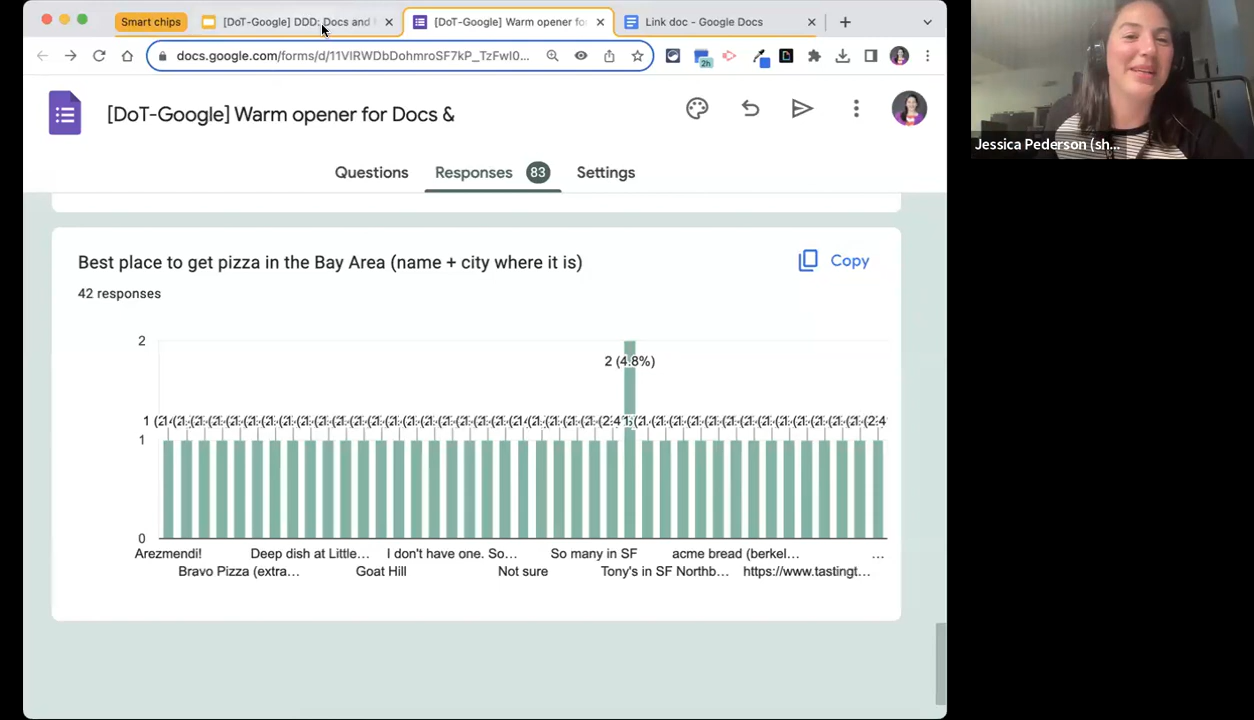 Smart chips
[DoT-Google] DDD: Docs and
[DoT-Google] Warm opener fo
Link doc - Google Docs
docs.google.com/forms/d/11VlRWDbDohmroSF7kP_TzFwI0...
2h
[DoT-Google] Warm opener for Docs &
Questions
Responses 83
Settings
Best place to get pizza in the Bay Area (name + city where it is)
Copy
42 responses
2
2 (4.8%)
1
0
Arezmendi!
Deep dish at Little...
I don't have one. So...
So many in SF
acme bread (berkel...
...
Bravo Pizza (extra...
Goat Hill
Not sure
Tony's in SF Northb...
https://www.tastingt...
Jessica Pederson (sh...